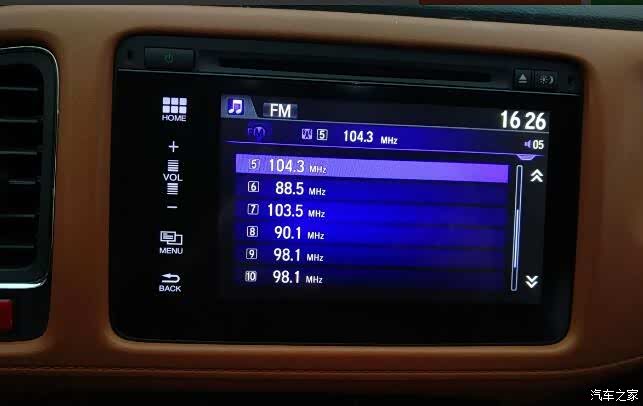 HOME
+
VOL
−
MENU
BACK
FM
16 26
FM 5 104.3 MHz
05
5 104.3 MHz
6 88.5 MHz
7 103.5 MHz
8 90.1 MHz
9 98.1 MHz
10 98.1 MHz
汽车之家